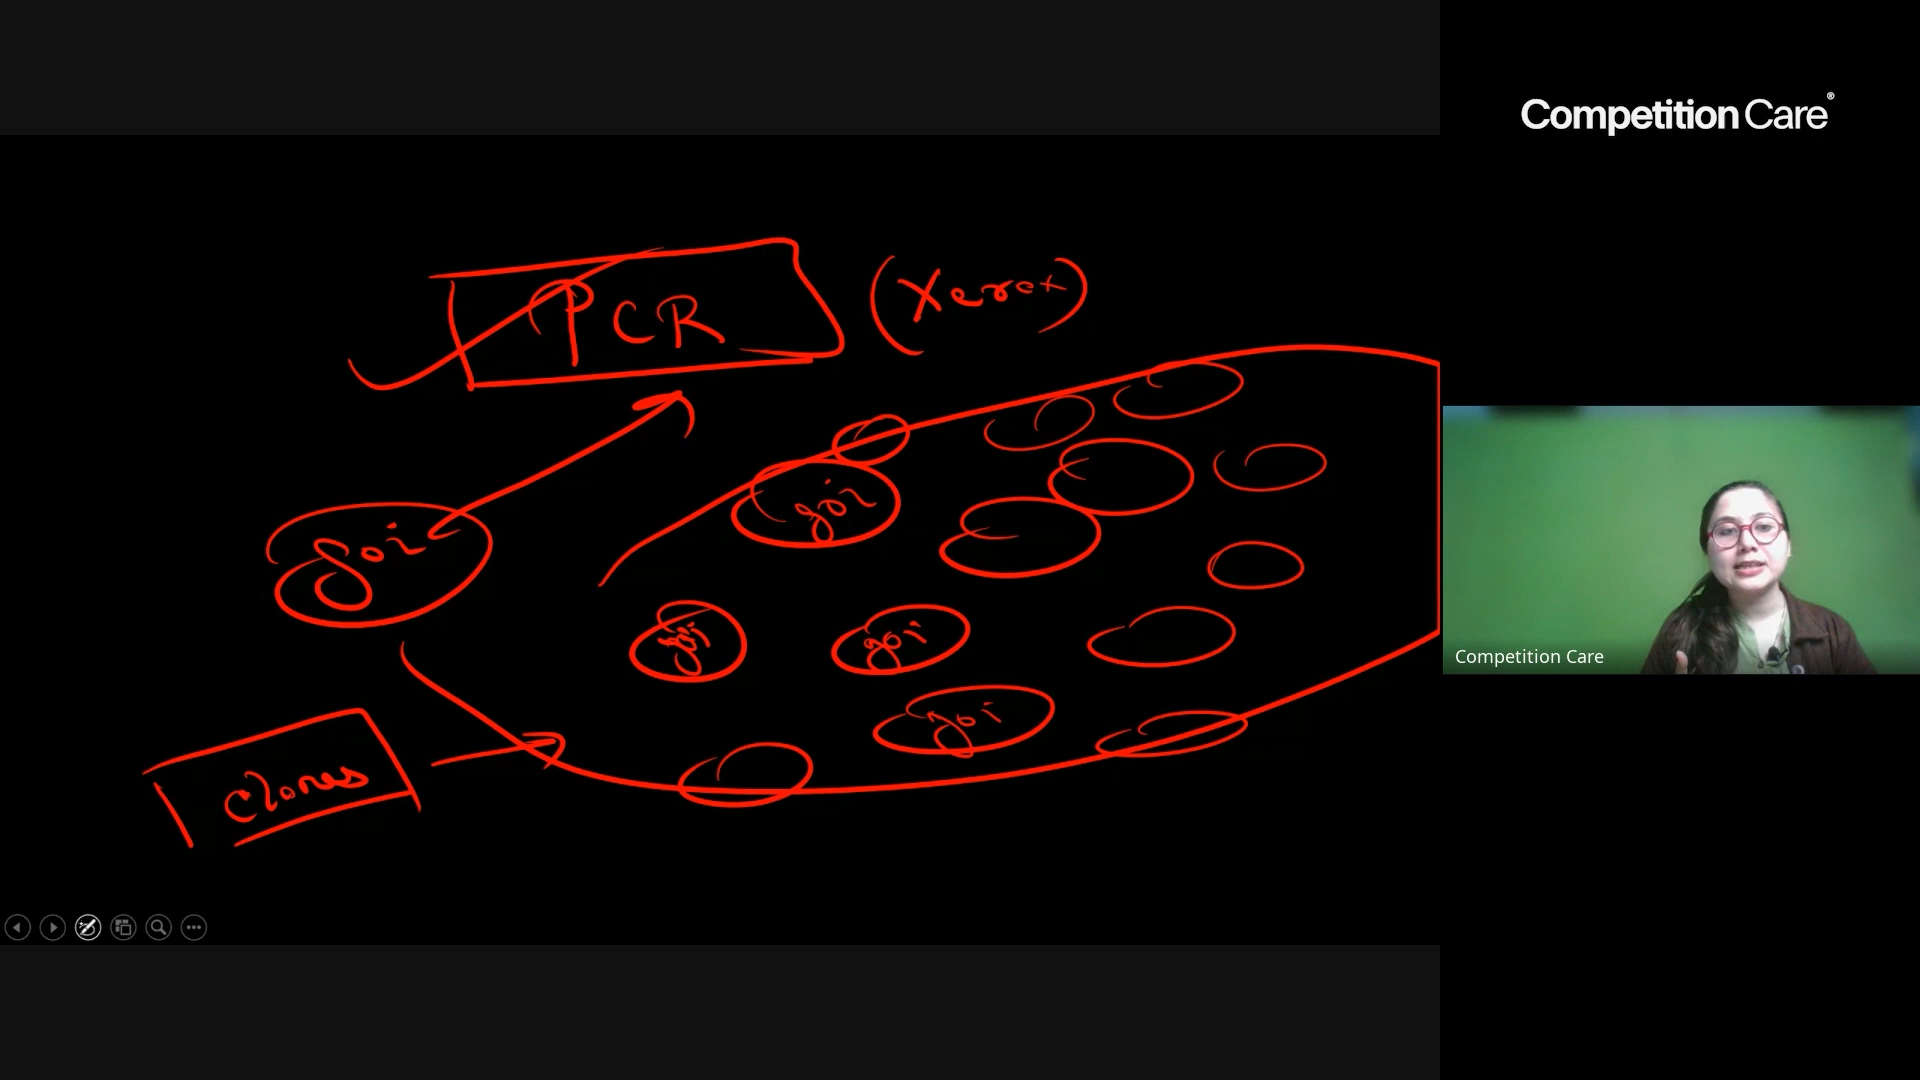 Competition Care®
PCR
(Xerox)
goi
goi
goi
goi
goi
Clones
Competition Care